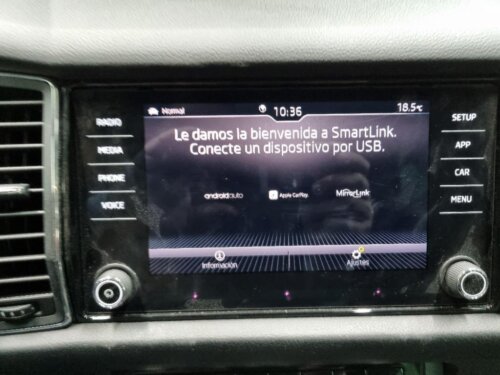 Normal 10:36 18.5°C
Le damos la bienvenida a SmartLink.
Conecte un dispositivo por USB.
androidauto Apple CarPlay MirrorLink
Información Ajustes
RADIO
MEDIA
PHONE
VOICE
SETUP
APP
CAR
MENU